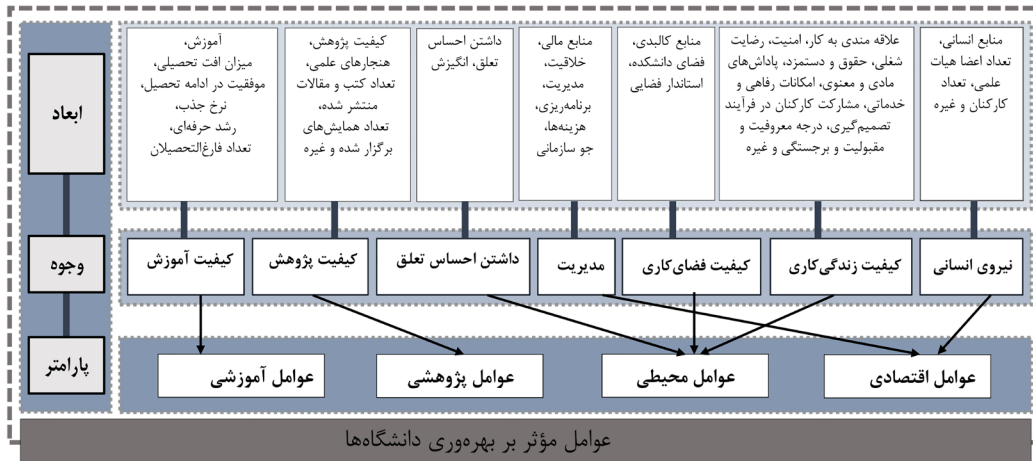 منابع انسانی،
تعداد اعضا هیات
علمی، تعداد
کارکنان و غیره
علاقه مندی به کار، امنیت، رضایت
شغلی، حقوق و دستمزد، پاداش‌های
مادی و معنوی، امکانات رفاهی و
خدماتی، مشارکت کارکنان در فرآیند
تصمیم‌گیری، درجه معروفیت و
مقبولیت و برجستگی و غیره
منابع کالبدی،
فضای دانشکده،
استاندار فضایی
منابع مالی،
خلاقیت،
مدیریت،
برنامه‌ریزی،
هزینه‌ها،
جو سازمانی
داشتن احساس
تعلق، انگیزش
کیفیت پژوهش،
هنجارهای علمی،
تعداد کتب و مقالات
منتشر شده،
تعداد همایش‌های
برگزار شده و غیره
آموزش،
میزان افت تحصیلی،
موفقیت در ادامه تحصیل،
نرخ جذب،
رشد حرفه‌ای،
تعداد فارغ‌التحصیلان
ابعاد
نیروی انسانی
کیفیت زندگی‌کاری
کیفیت فضای‌کاری
مدیریت
داشتن احساس تعلق
کیفیت پژوهش
کیفیت آموزش
وجوه
عوامل اقتصادی
عوامل محیطی
عوامل پژوهشی
عوامل آموزشی
پارامتر
عوامل مؤثر بر بهره‌وری دانشگاه‌ها